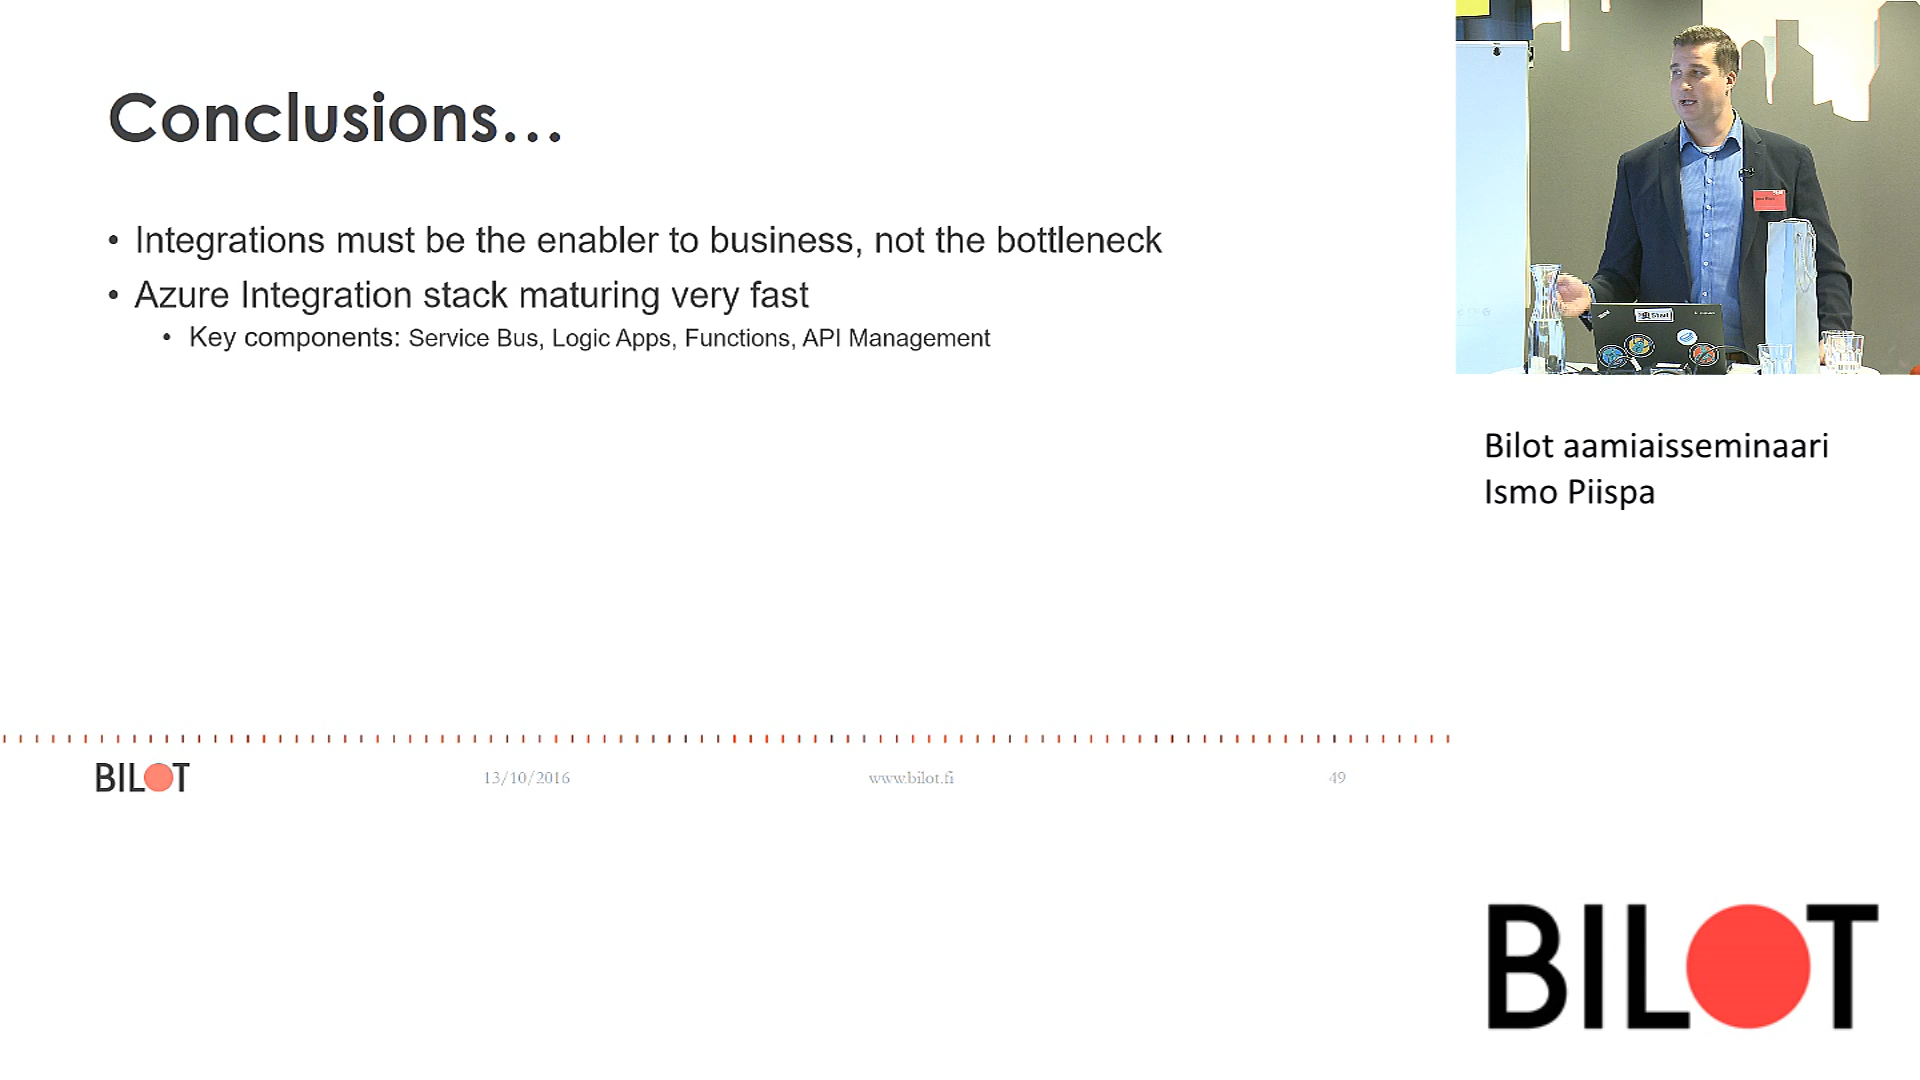 Conclusions...
• Integrations must be the enabler to business, not the bottleneck
• Azure Integration stack maturing very fast
• Key components: Service Bus, Logic Apps, Functions, API Management
Bilot aamiaisseminaari
Ismo Piispa
BILOT
13/10/2016
www.bilot.fi
49
BILOT